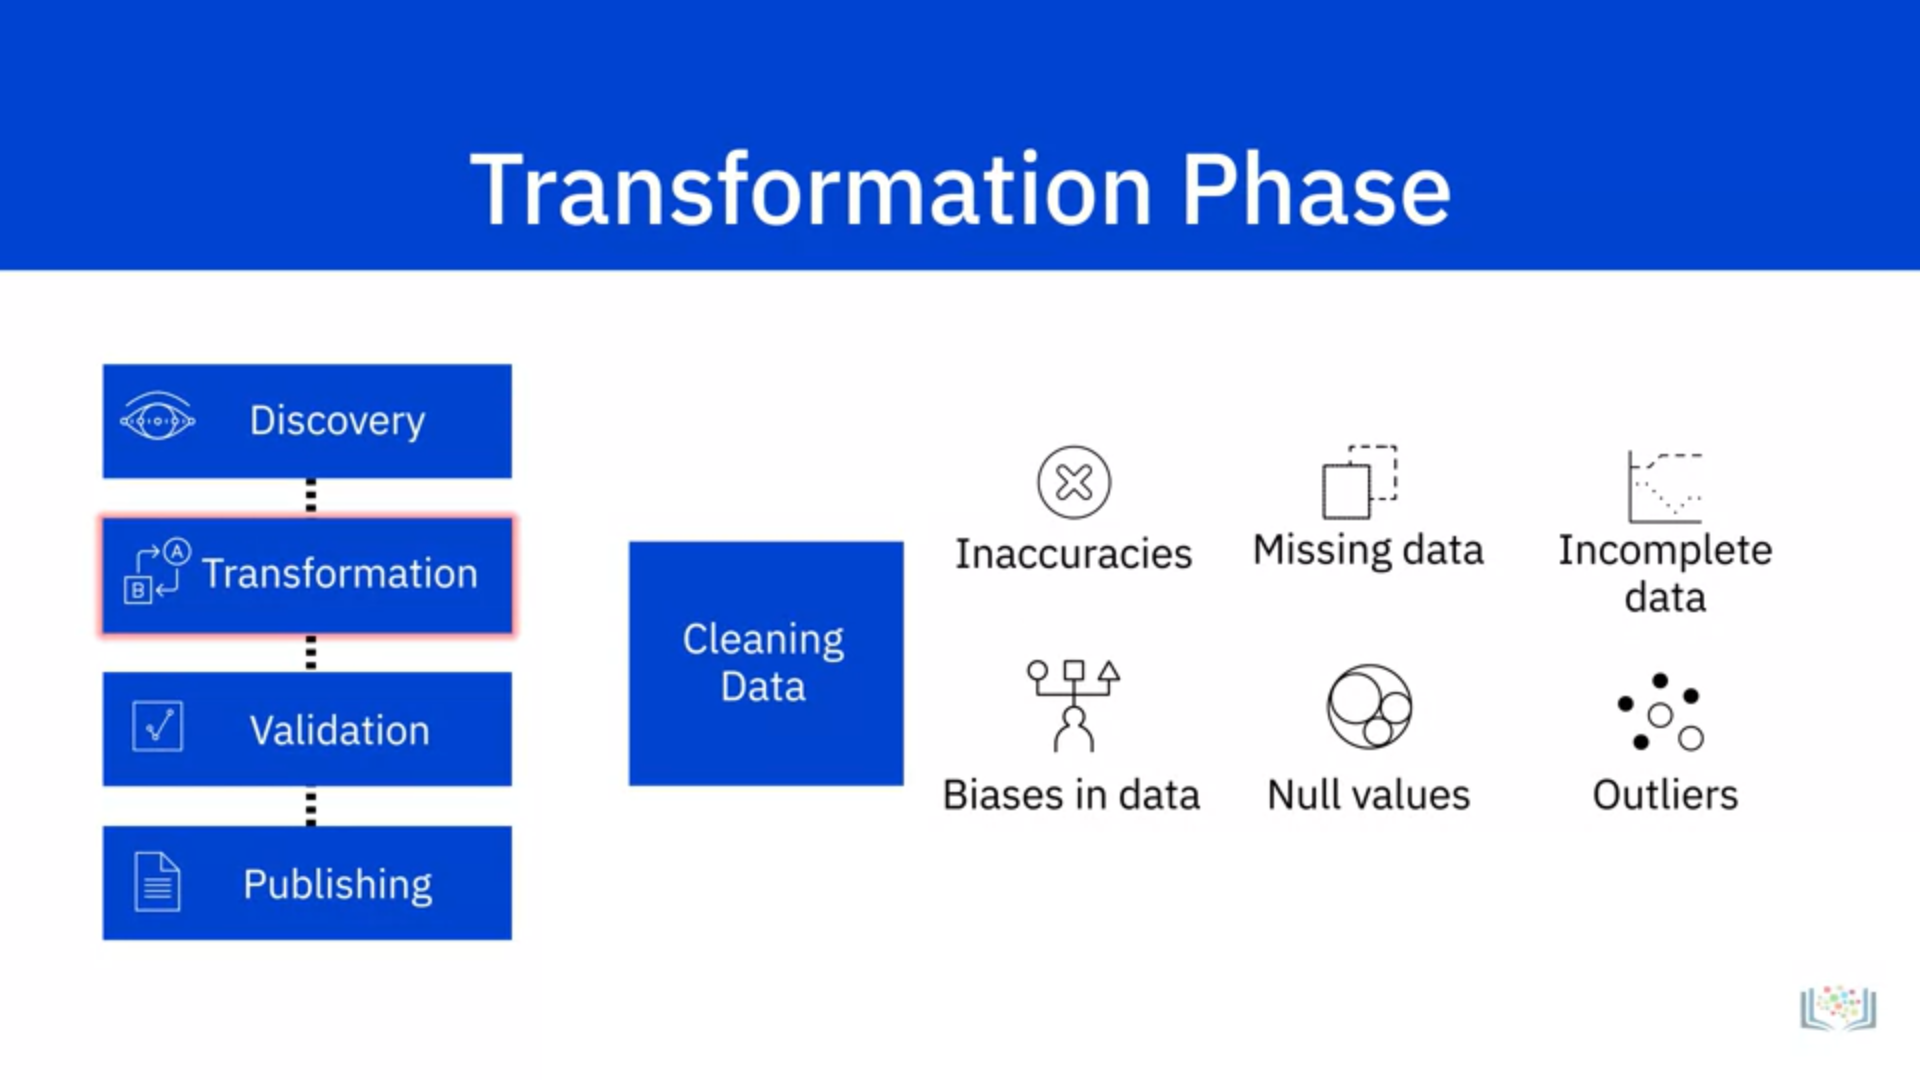 Transformation Phase
Discovery
A
B
Transformation
Validation
Publishing
Cleaning
Data
Inaccuracies
Missing data
Incomplete
data
Biases in data
Null values
Outliers